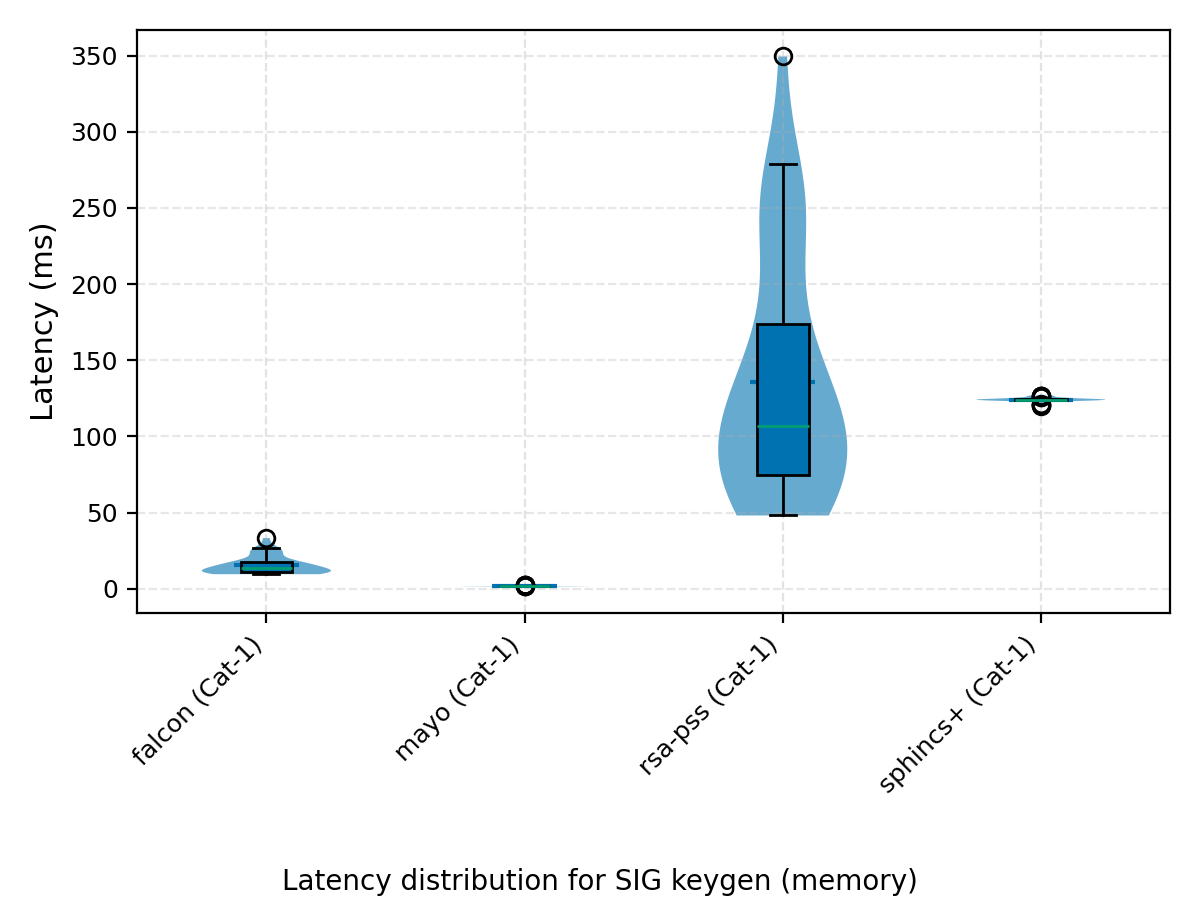 350
300
250
200
150
100
50
0
Latency (ms)
falcon (Cat-1)
mayo (Cat-1)
rsa-pss (Cat-1)
sphincs+ (Cat-1)
Latency distribution for SIG keygen (memory)